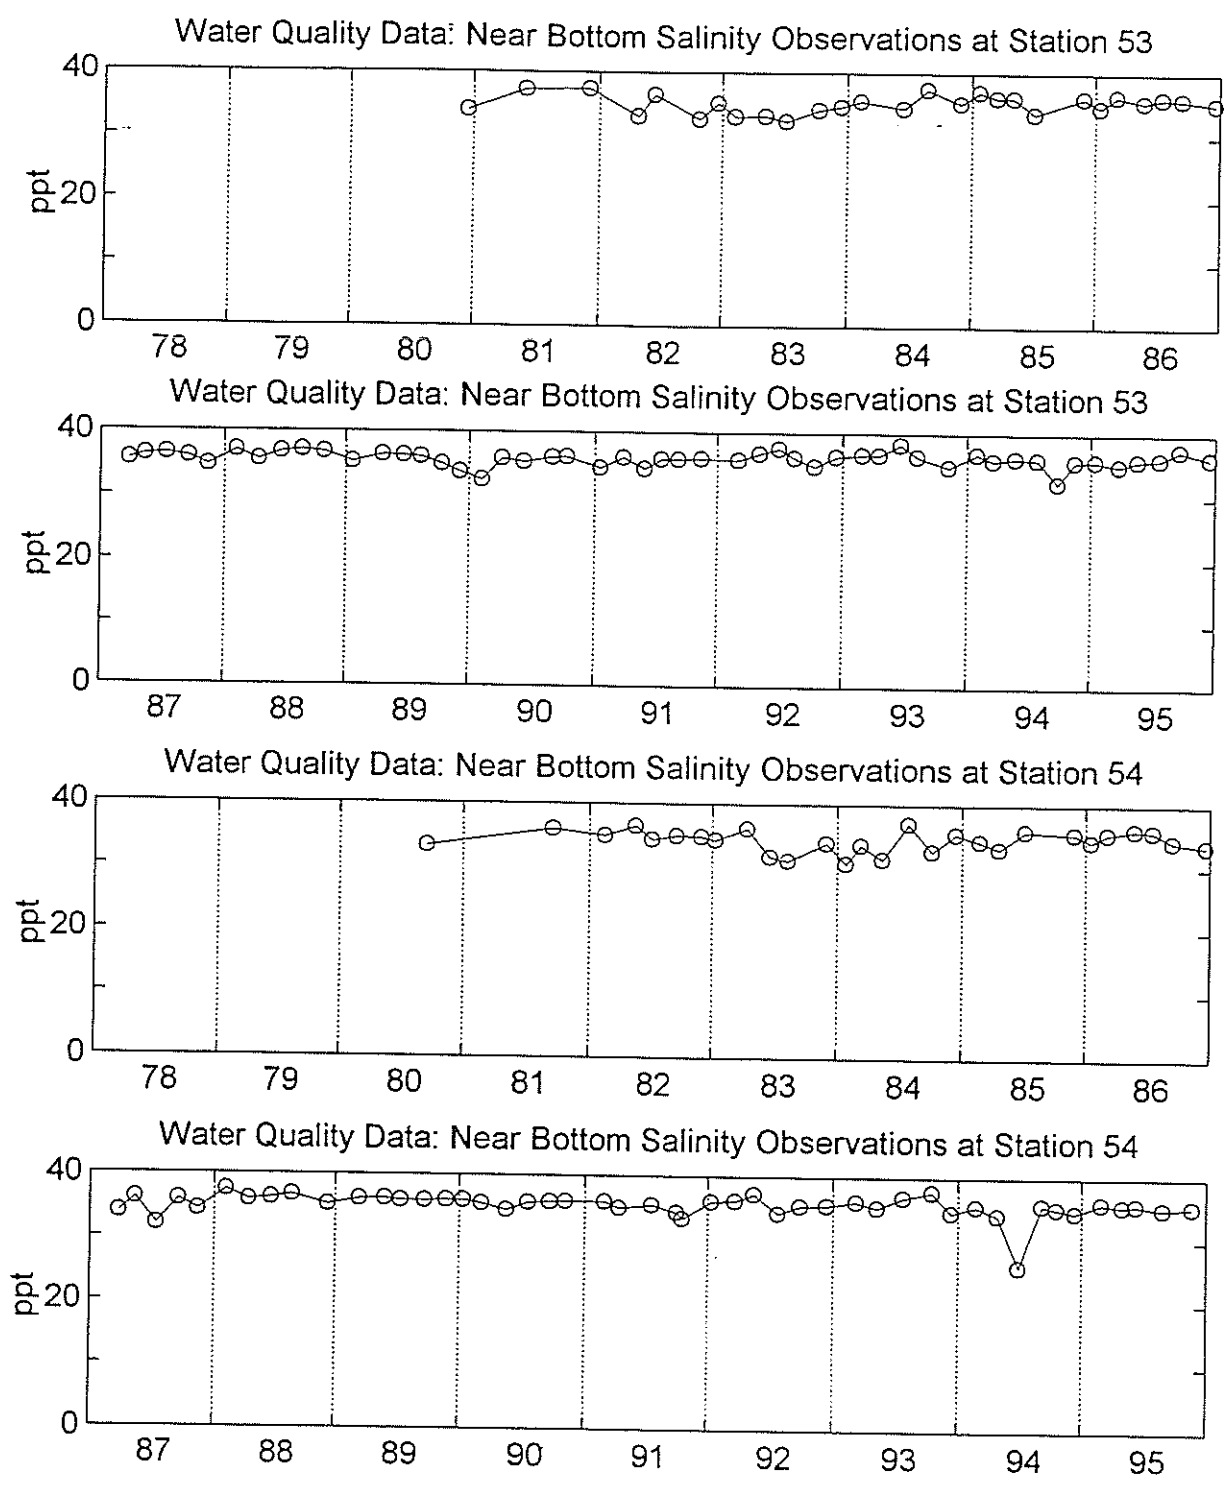 Water Quality Data: Near Bottom Salinity Observations at Station 53
40
20
0
ppt
78 79 80 81 82 83 84 85 86
Water Quality Data: Near Bottom Salinity Observations at Station 53
40
20
0
ppt
87 88 89 90 91 92 93 94 95
Water Quality Data: Near Bottom Salinity Observations at Station 54
40
20
0
ppt
78 79 80 81 82 83 84 85 86
Water Quality Data: Near Bottom Salinity Observations at Station 54
40
20
0
ppt
87 88 89 90 91 92 93 94 95